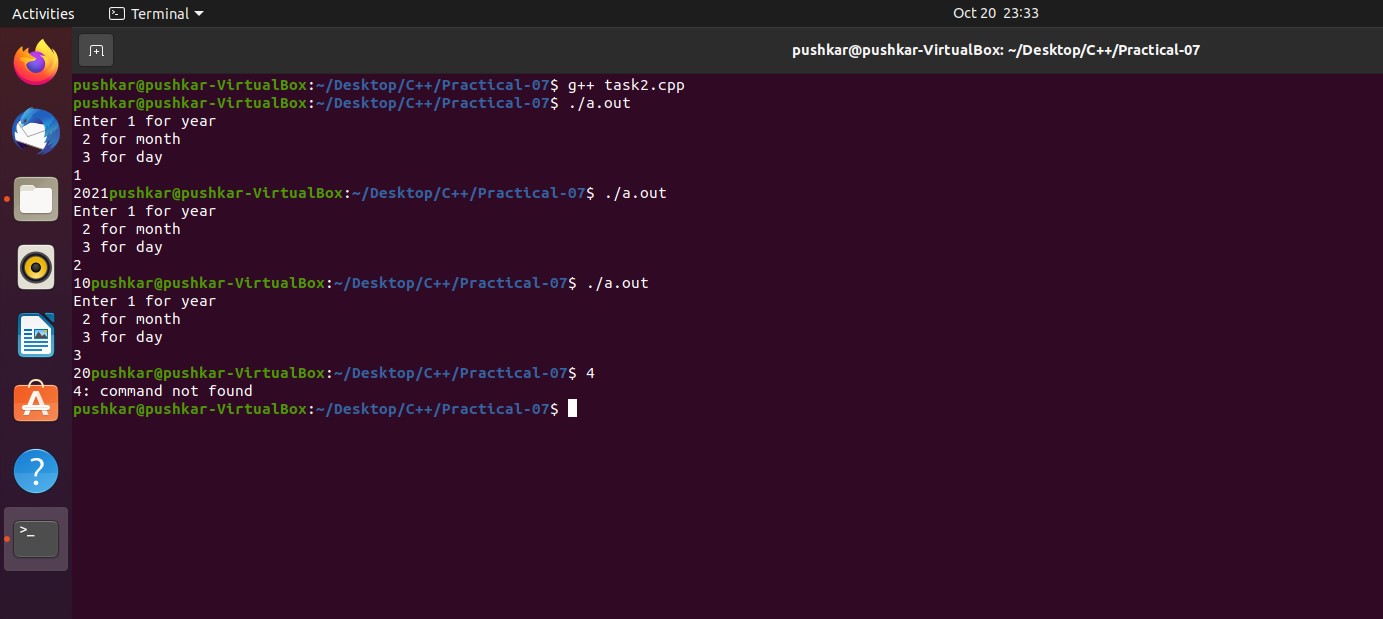 Activities Terminal Oct 20 23:33
pushkar@pushkar-VirtualBox: ~/Desktop/C++/Practical-07
pushkar@pushkar-VirtualBox:~/Desktop/C++/Practical-07$ g++ task2.cpp
pushkar@pushkar-VirtualBox:~/Desktop/C++/Practical-07$ ./a.out
Enter 1 for year
 2 for month
 3 for day
1
2021pushkar@pushkar-VirtualBox:~/Desktop/C++/Practical-07$ ./a.out
Enter 1 for year
 2 for month
 3 for day
2
10pushkar@pushkar-VirtualBox:~/Desktop/C++/Practical-07$ ./a.out
Enter 1 for year
 2 for month
 3 for day
3
20pushkar@pushkar-VirtualBox:~/Desktop/C++/Practical-07$ 4
4: command not found
pushkar@pushkar-VirtualBox:~/Desktop/C++/Practical-07$